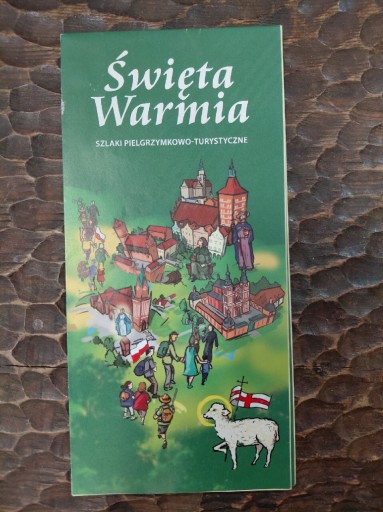 Święta
Warmia
SZLAKI PIELGRZYMKOWO-TURYSTYCZNE